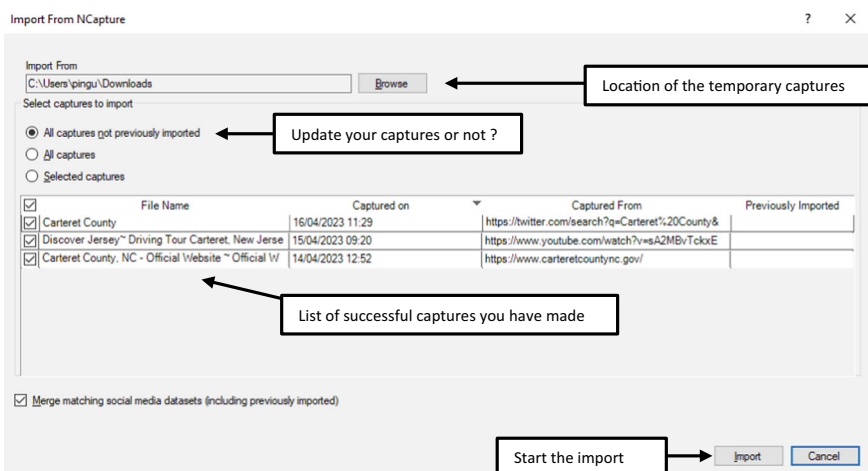 Import From NCapture
? ×
Import From
C:\Users\pingu\Downloads Browse
Location of the temporary captures
Select captures to import
All captures not previously imported
Update your captures or not ?
All captures
Selected captures
File Name Captured on Captured From Previously Imported
Carteret County 16/04/2023 11:29 https://twitter.com/search?q=Carteret%20County&
Discover Jersey~ Driving Tour Carteret, New Jerse 15/04/2023 09:20 https://www.youtube.com/watch?v=sA2MBvTckxE
Carteret County, NC - Official Website ~ Official W 14/04/2023 12:52 https://www.carteretcountync.gov/
List of successful captures you have made
Merge matching social media datasets (including previously imported)
Start the import
Import Cancel